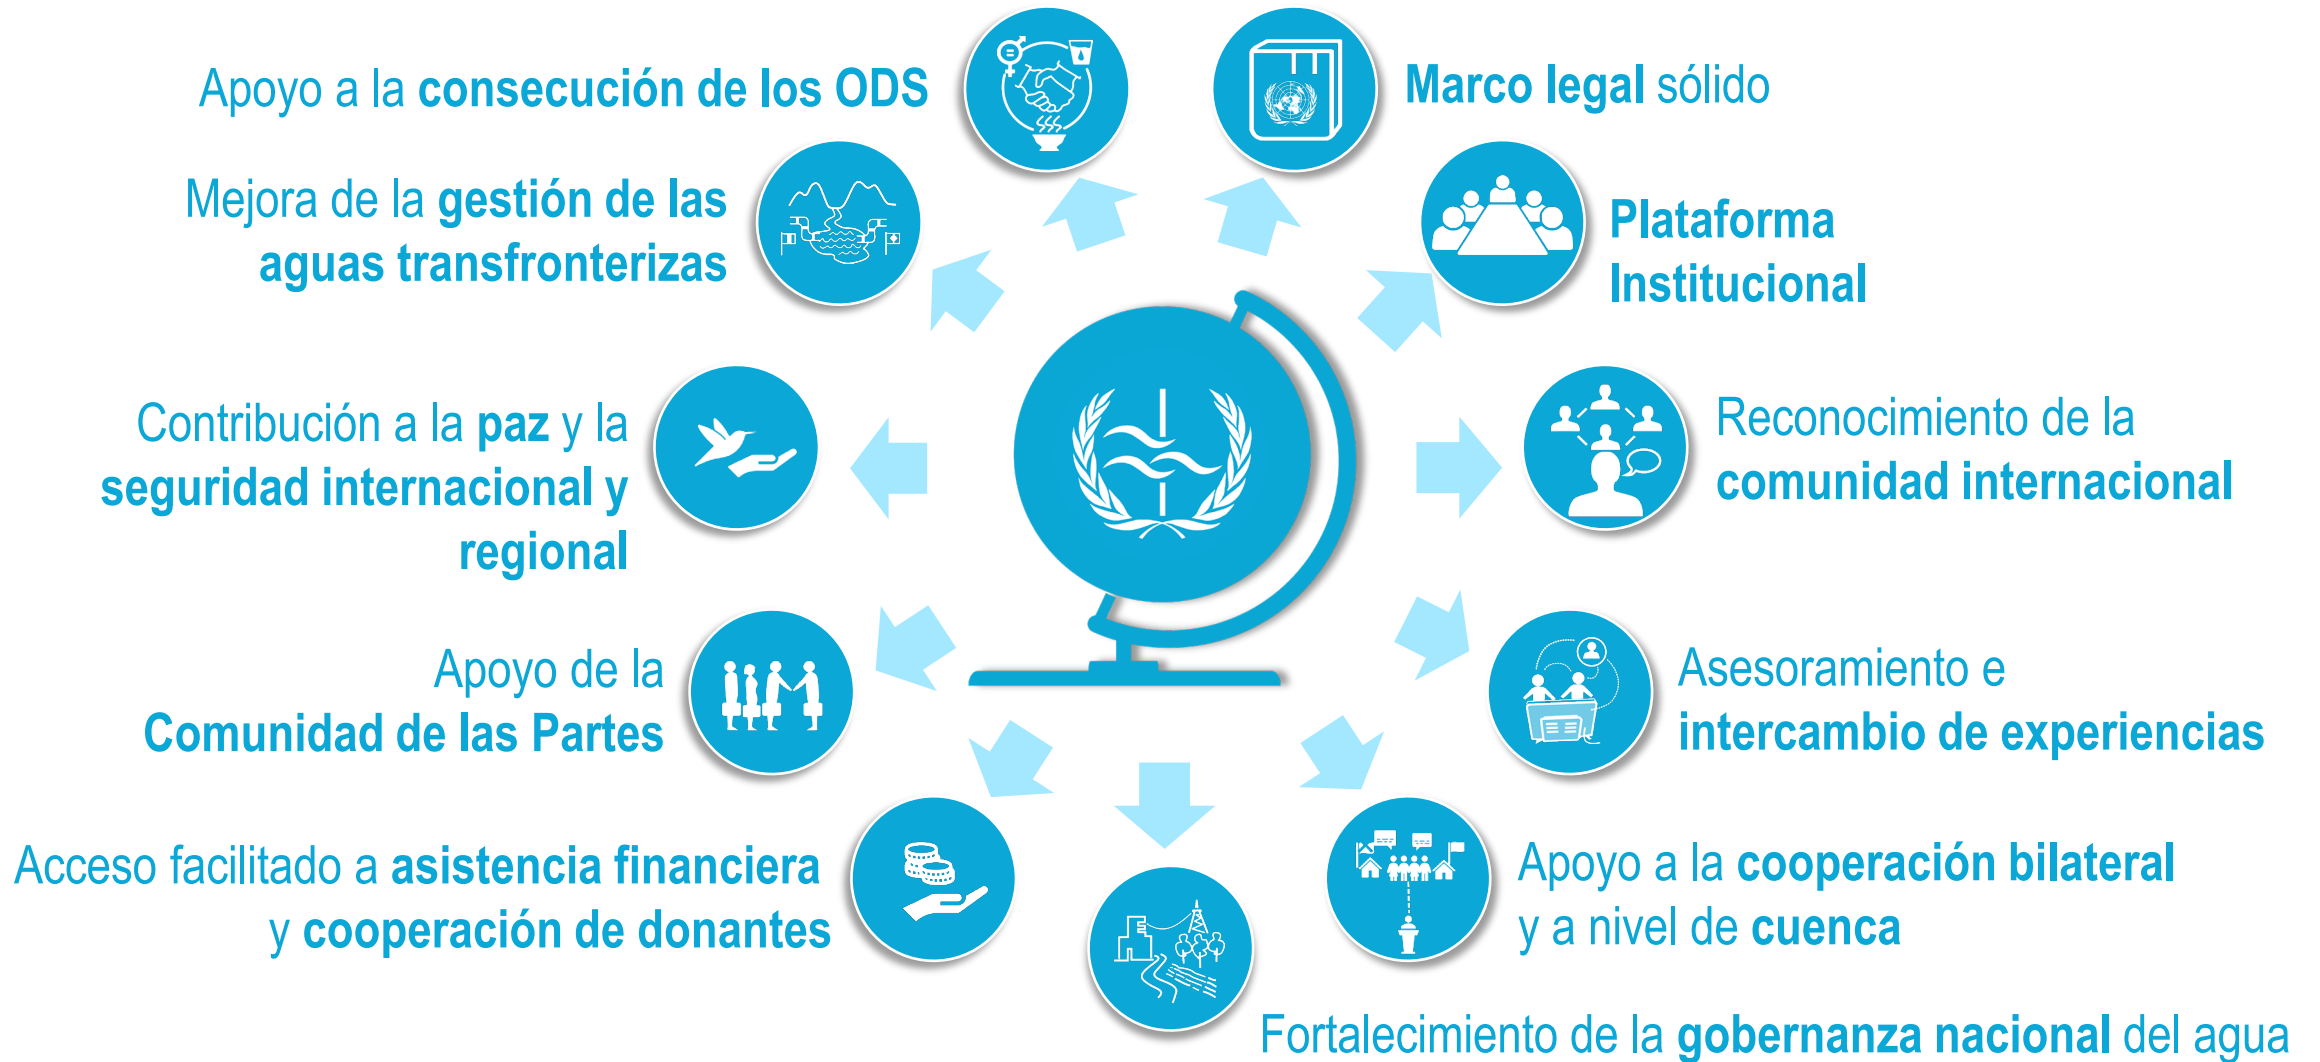 Apoyo a la consecución de los ODS
Marco legal sólido
Mejora de la gestión de las
aguas transfronterizas
Plataforma
Institucional
Contribución a la paz y la
seguridad internacional y
regional
Reconocimiento de la
comunidad internacional
Apoyo de la
Comunidad de las Partes
Asesoramiento e
intercambio de experiencias
Acceso facilitado a asistencia financiera
y cooperación de donantes
Apoyo a la cooperación bilateral
y a nivel de cuenca
Fortalecimiento de la gobernanza nacional del agua